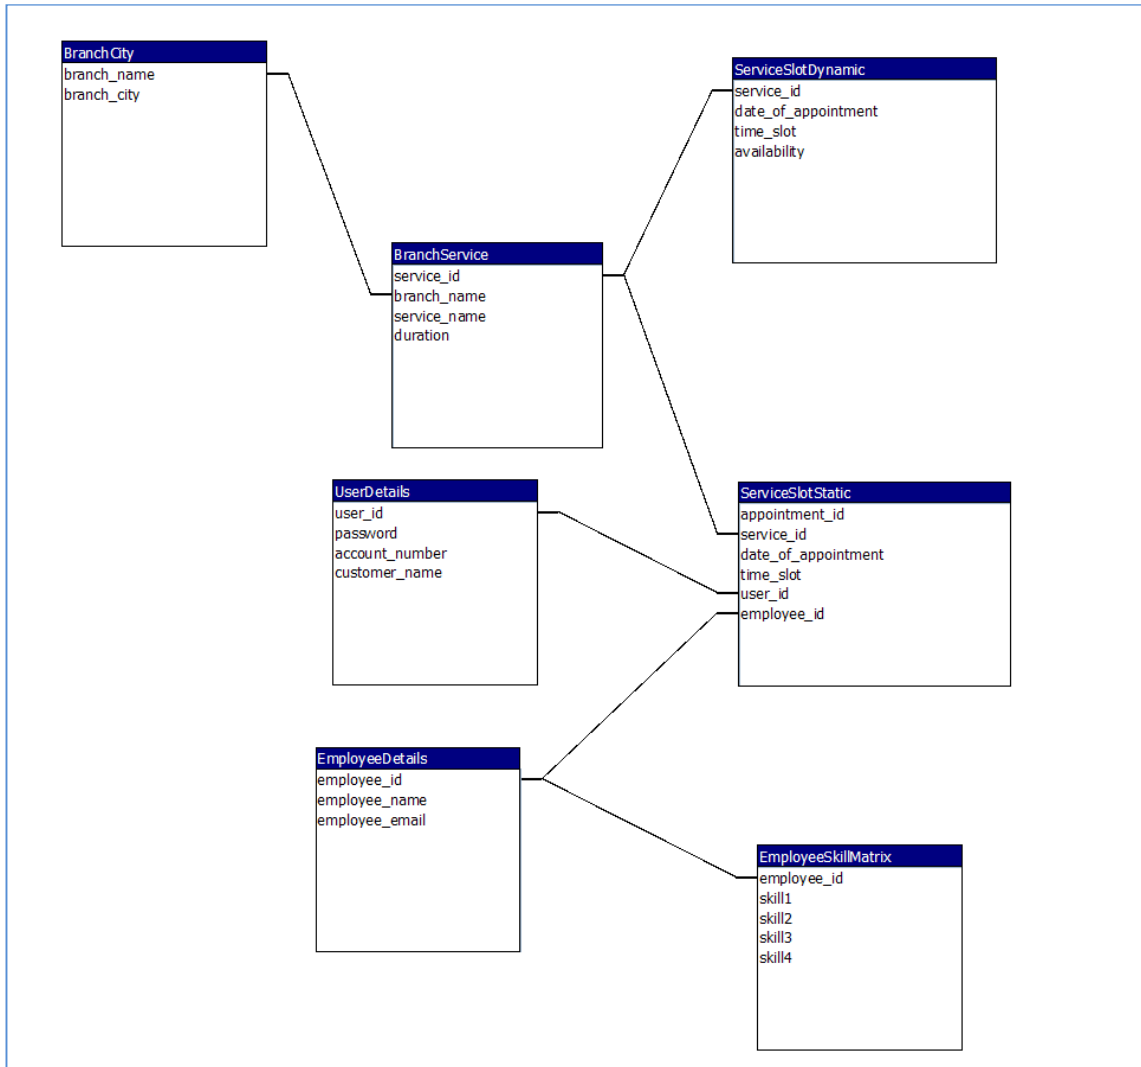 BranchCity
branch_name
branch_city
ServiceSlotDynamic
service_id
date_of_appointment
time_slot
availability
BranchService
service_id
branch_name
service_name
duration
UserDetails
user_id
password
account_number
customer_name
ServiceSlotStatic
appointment_id
service_id
date_of_appointment
time_slot
user_id
employee_id
EmployeeDetails
employee_id
employee_name
employee_email
EmployeeSkillMatrix
employee_id
skill1
skill2
skill3
skill4